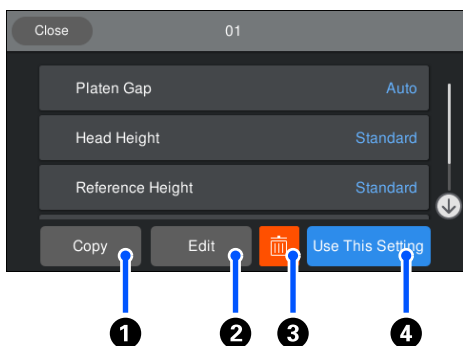 Close 01
Platen Gap Auto
Head Height Standard
Reference Height Standard
Copy Edit Use This Setting
1 2 3 4